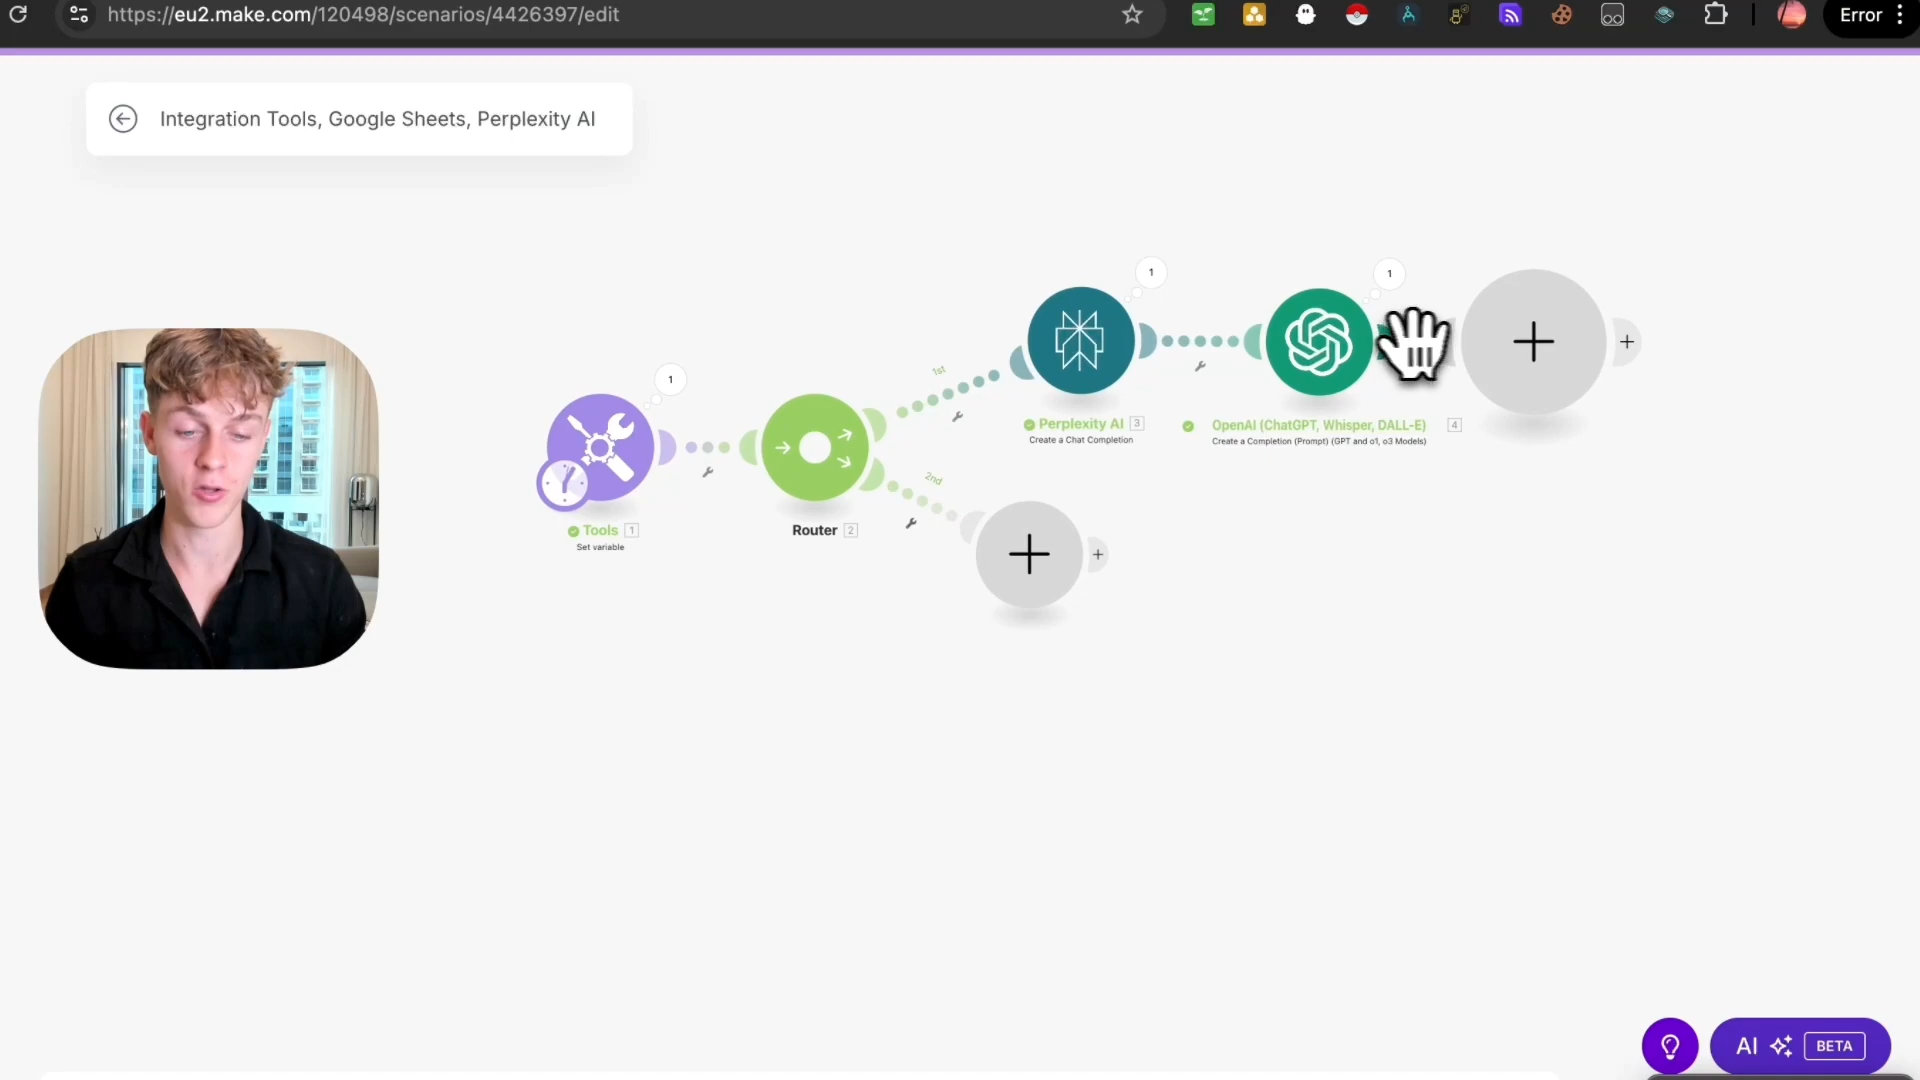 https://eu2.make.com/120498/scenarios/4426397/edit
Error
Integration Tools, Google Sheets, Perplexity AI
1
1
1
1st
2nd
Perplexity AI 3
Create a Chat Completion
OpenAI (ChatGPT, Whisper, DALL-E) 4
Create a Completion (Prompt) (GPT and o1, o3 Models)
Tools 1
Set variable
Router 2
AI BETA